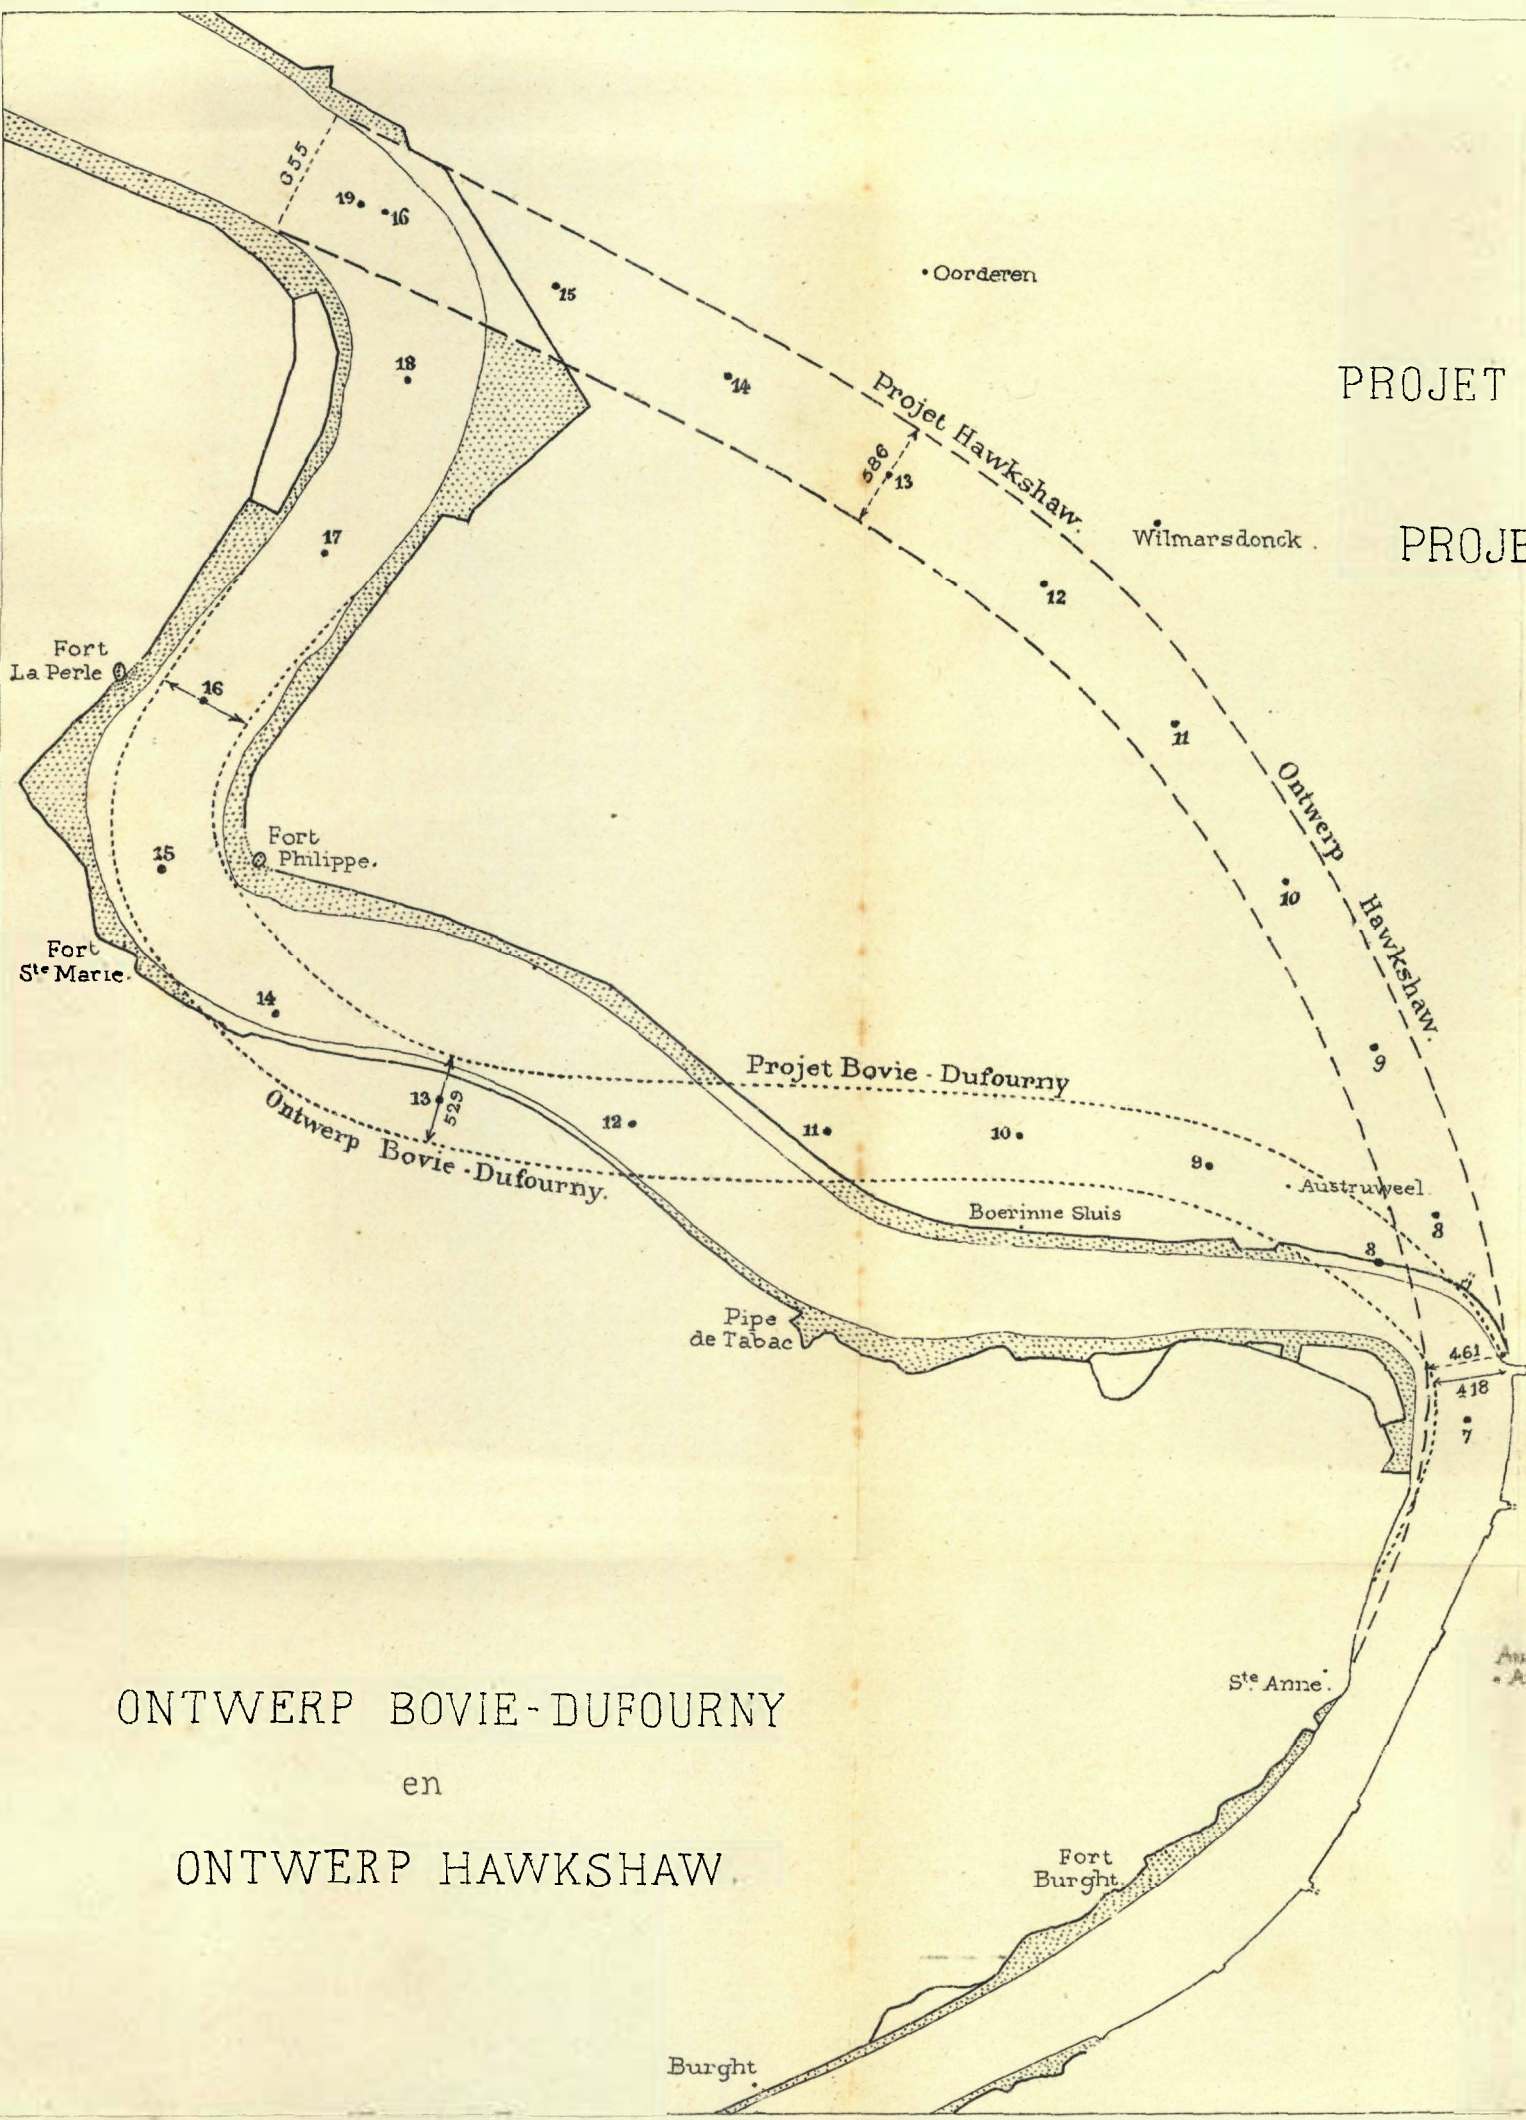 655
19
16
15
Oorderen
18
14
PROJET
Projet Hawkshaw.
586
13
17
Wilmarsdonck.
PROJE
12
Fort
La Perle
16
11
Ontwerp Hawkshaw.
15
Fort
Philippe.
10
Fort
Ste Marie.
14
9
Projet Bovie-Dufourny
13
529
12
11
10
9
Ontwerp Bovie-Dufourny.
Austruweel
Boerinne Sluis
8
8
Pipe
de Tabac
461
418
7
Ste Anne.
ONTWERP BOVIE-DUFOURNY
en
ONTWERP HAWKSHAW.
Fort
Burght.
Burght